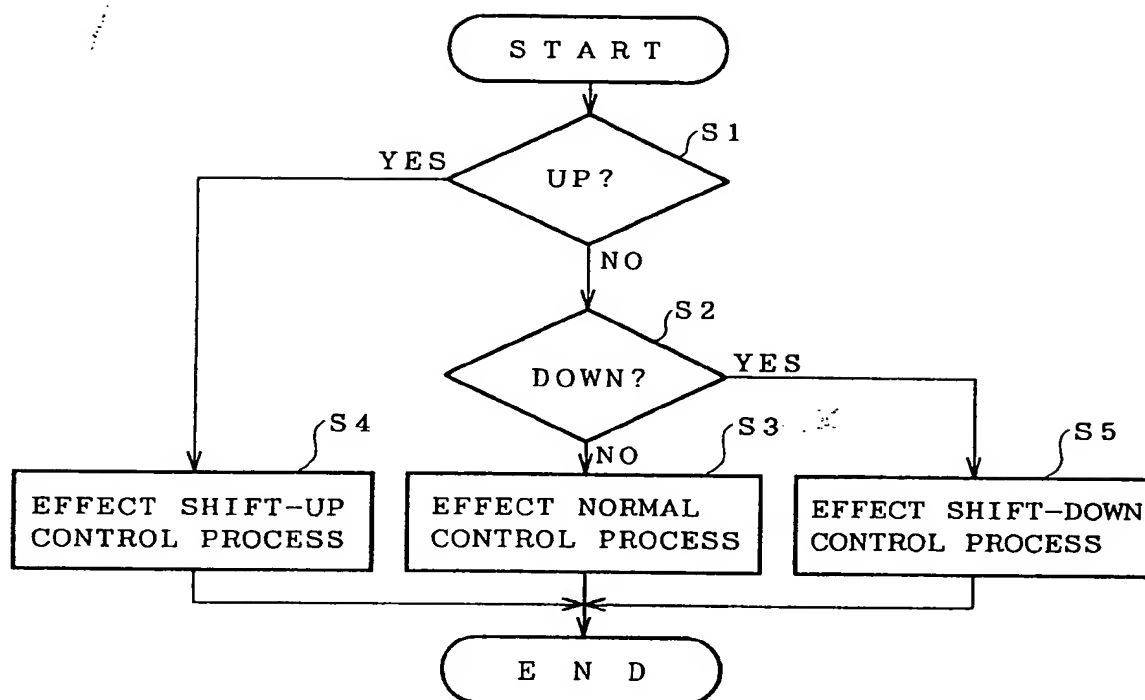 START
S1
YES
UP?
NO
S2
YES
DOWN?
S4
S3
S5
NO
EFFECT SHIFT-UP
CONTROL PROCESS
EFFECT NORMAL
CONTROL PROCESS
EFFECT SHIFT-DOWN
CONTROL PROCESS
END